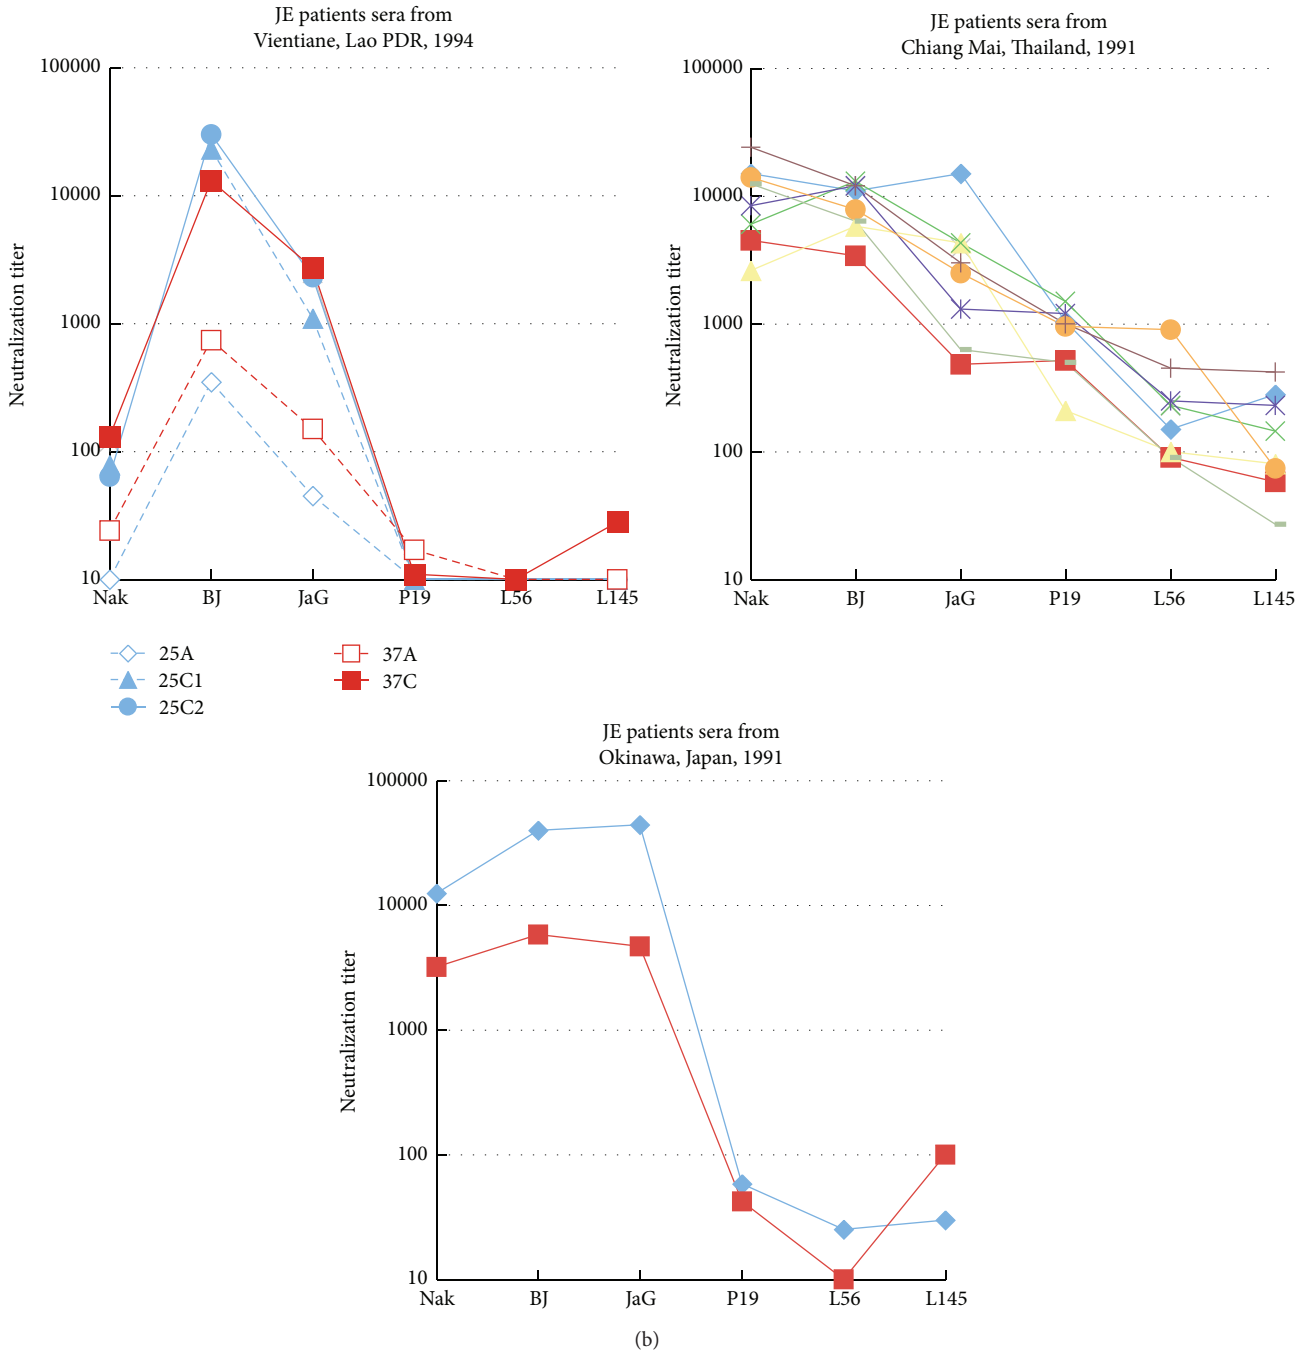 JE patients sera from
Vientiane, Lao PDR, 1994
100000
10000
1000
100
10
Neutralization titer
Nak BJ JaG P19 L56 L145
25A
25C1
25C2
37A
37C
JE patients sera from
Chiang Mai, Thailand, 1991
100000
10000
1000
100
10
Neutralization titer
Nak BJ JaG P19 L56 L145
JE patients sera from
Okinawa, Japan, 1991
100000
10000
1000
100
10
Neutralization titer
Nak BJ JaG P19 L56 L145
(b)